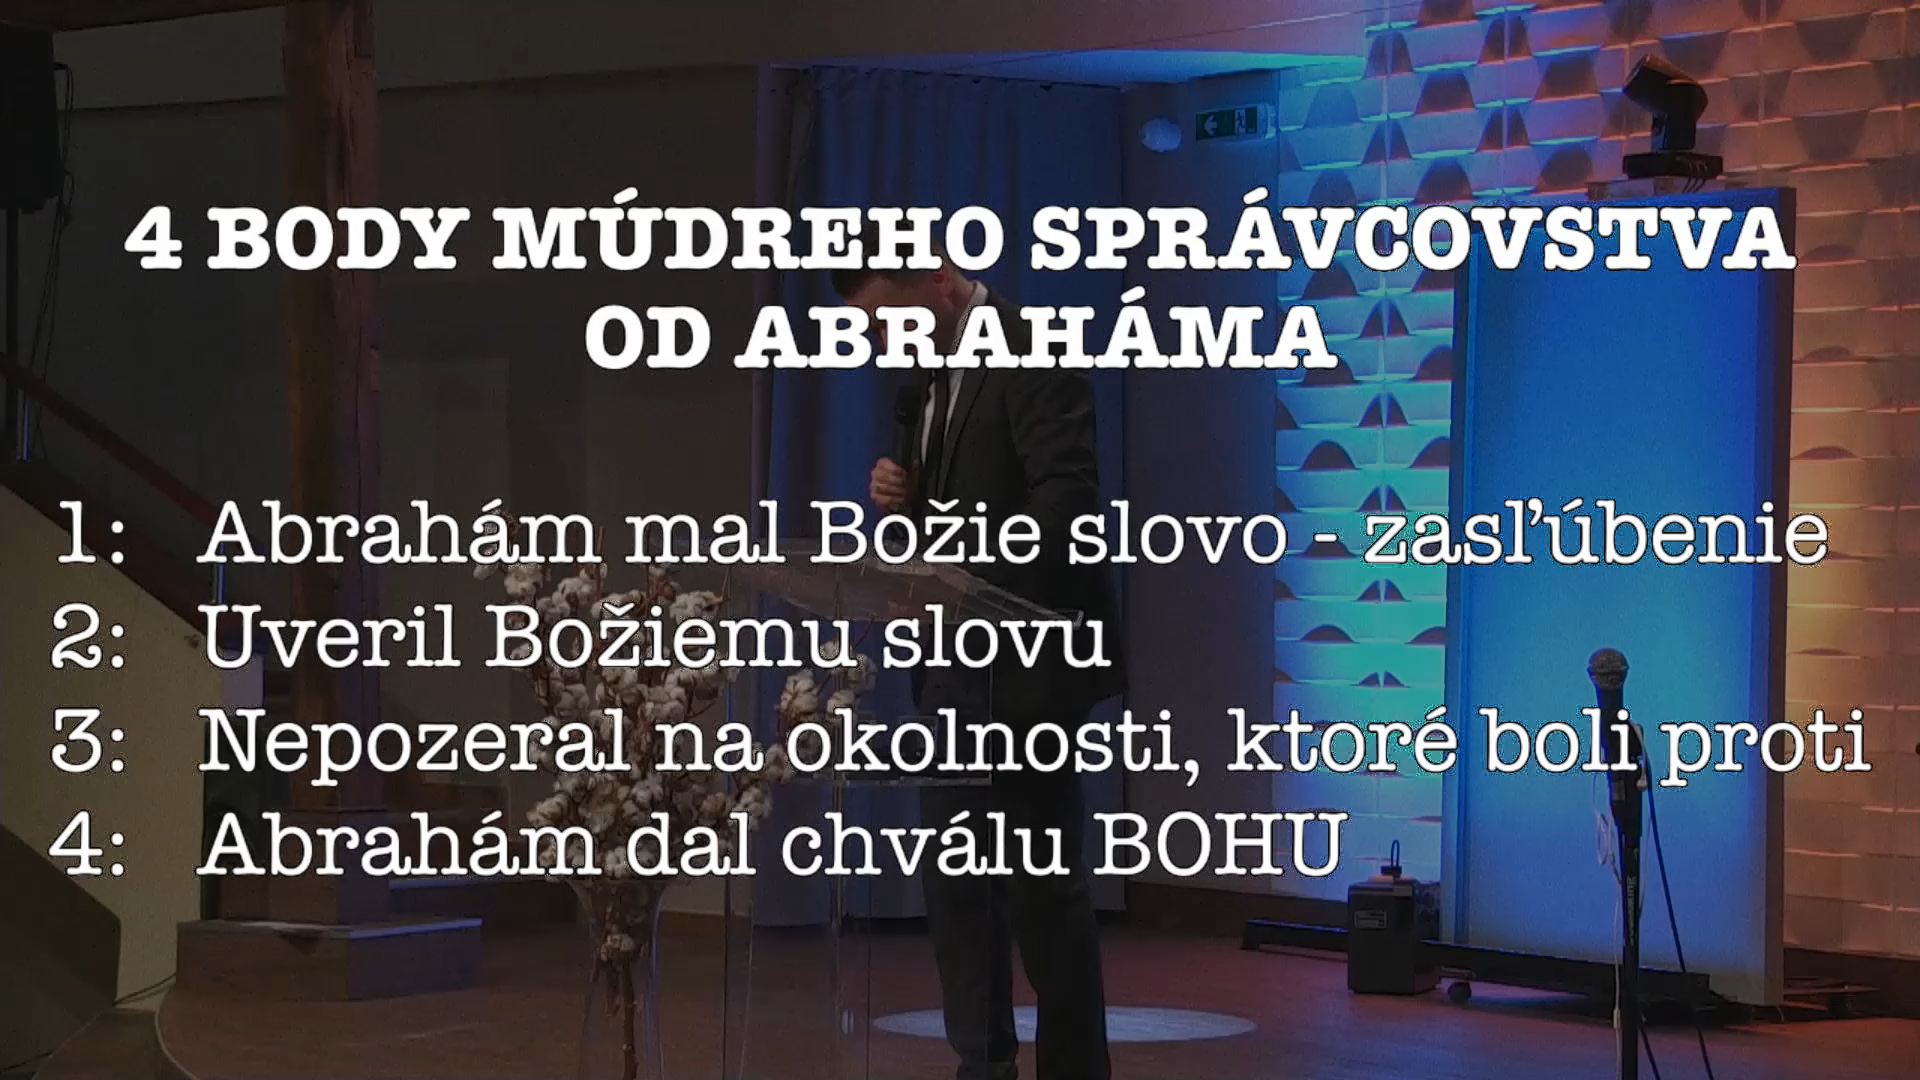 4 BODY MÚDREHO SPRÁVCOVSTVA
OD ABRAHÁMA
1: Abrahám mal Božie slovo - zasľúbenie
2: Uveril Božiemu slovu
3: Nepozeral na okolnosti, ktoré boli proti
4: Abrahám dal chválu BOHU